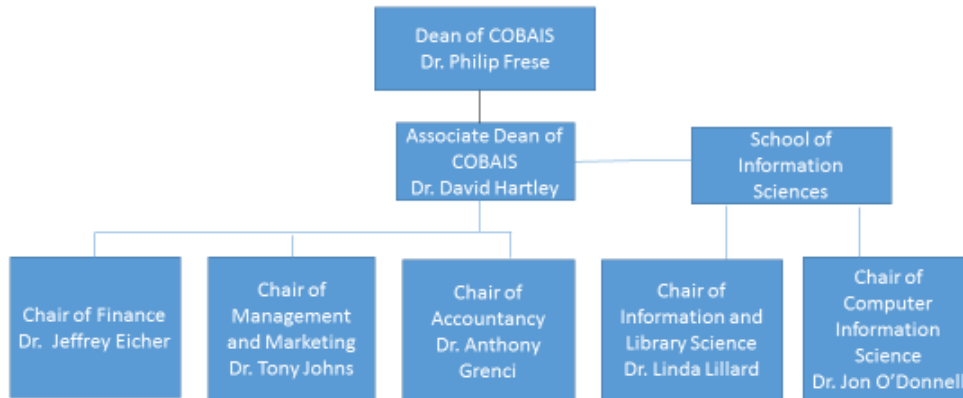 Dean of COBAIS
Dr. Philip Frese
Associate Dean of
COBAIS
Dr. David Hartley
School of
Information
Sciences
Chair of Finance
Dr. Jeffrey Eicher
Chair of
Management
and Marketing
Dr. Tony Johns
Chair of
Accountancy
Dr. Anthony
Grenci
Chair of
Information and
Library Science
Dr. Linda Lillard
Chair of
Computer
Information
Science
Dr. Jon O'Donnell